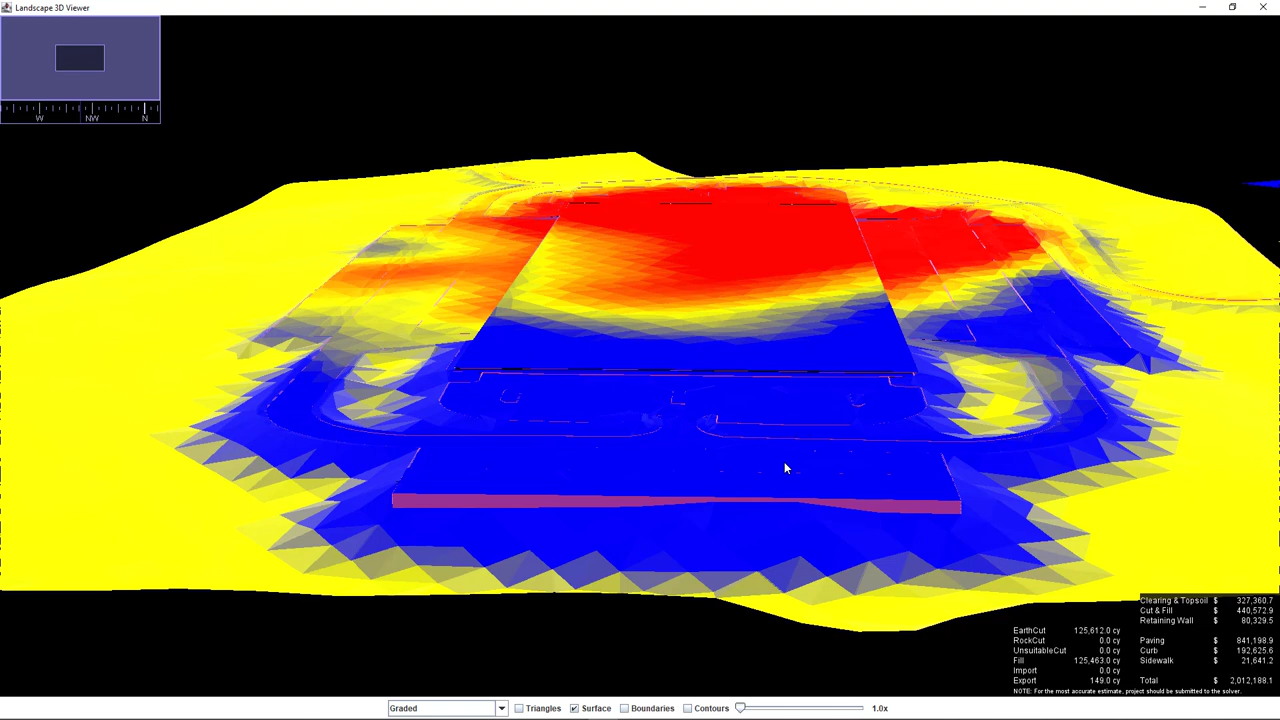 Landscape 3D Viewer
W NW N
Clearing & Topsoil $ 327,360.7
Cut & Fill $ 440,572.9
Retaining Wall $ 80,329.5
EarthCut 125,612.0 cy
RockCut 0.0 cy Paving $ 841,198.9
UnsuitableCut 0.0 cy Curb $ 192,625.6
Fill 125,463.0 cy Sidewalk $ 21,641.2
Import 0.0 cy
Export 149.0 cy Total $ 2,012,188.1
NOTE: For the most accurate estimate, project should be submitted to the solver.
Graded Triangles Surface Boundaries Contours 1.0x